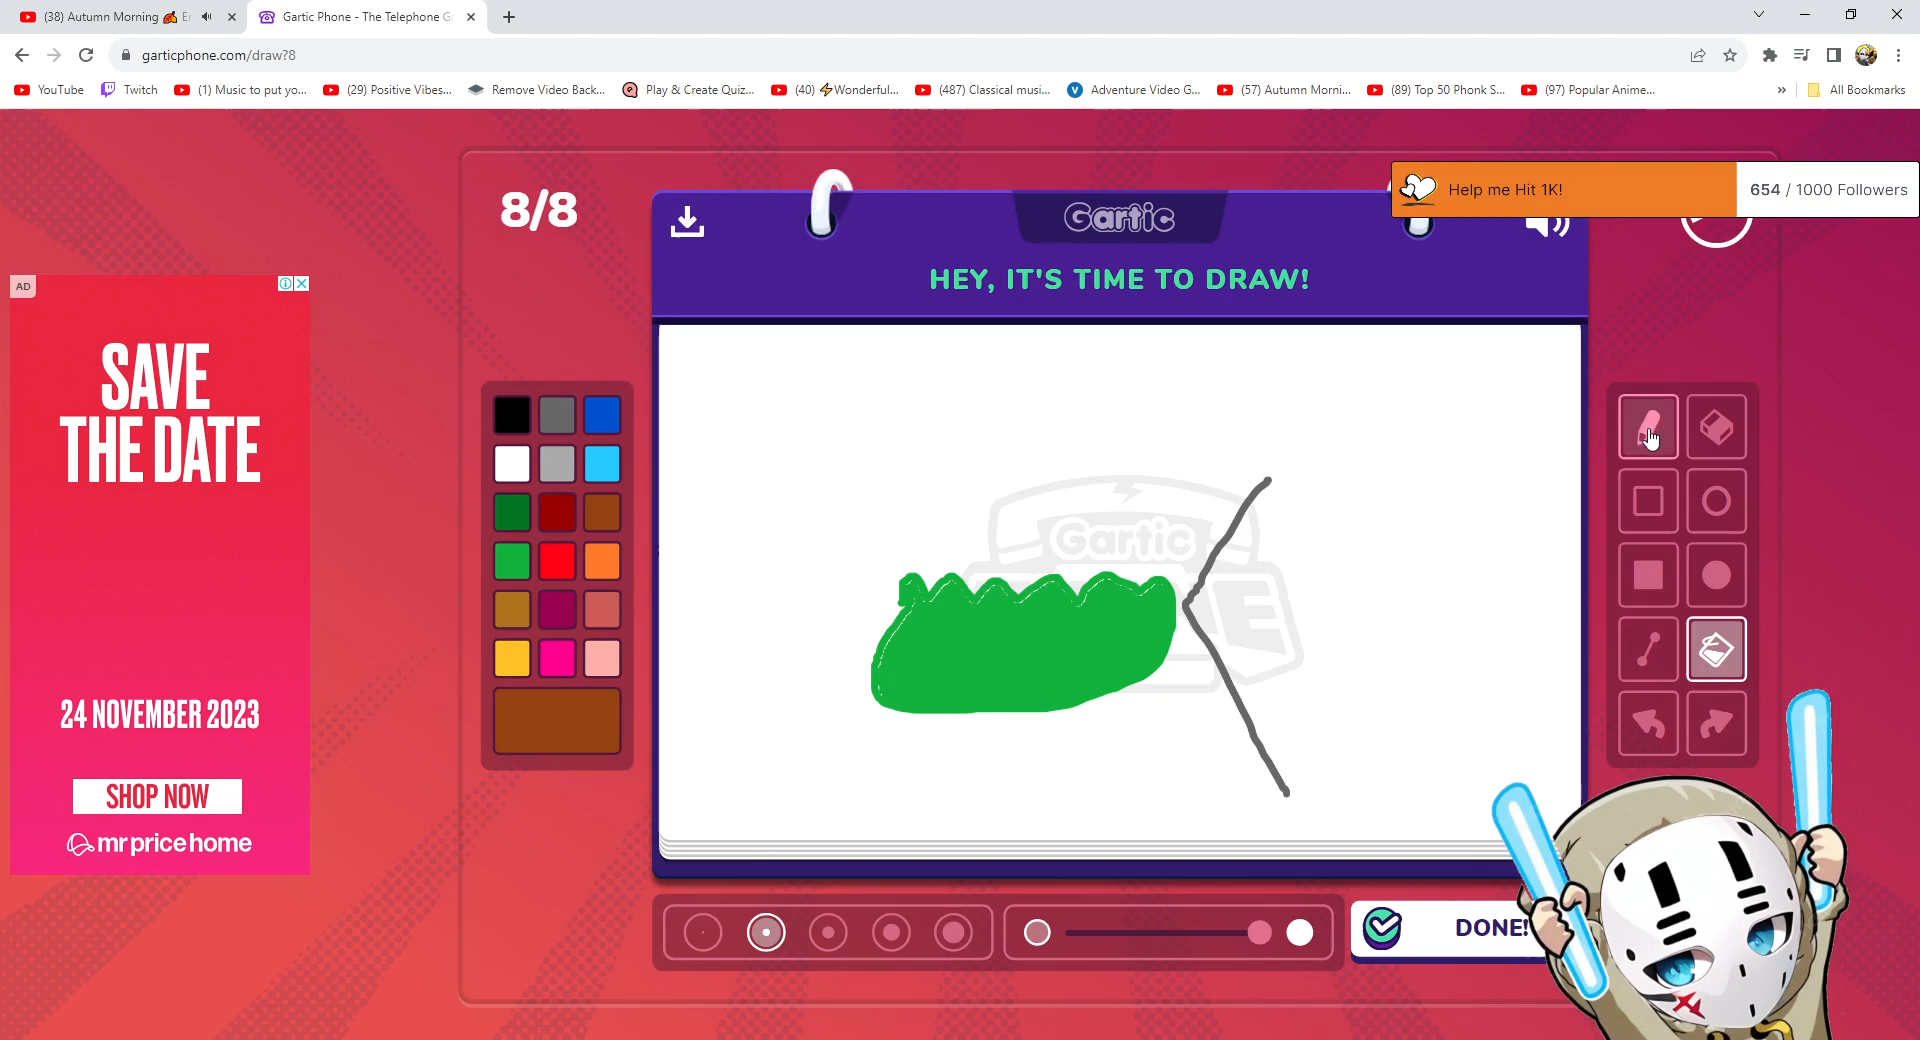 (38) Autumn Morning 🍂 Er
Gartic Phone - The Telephone G
garticphone.com/draw?8
YouTube
Twitch
(1) Music to put yo...
(29) Positive Vibes...
Remove Video Back...
Play & Create Quiz...
(40) ⚡Wonderful...
(487) Classical musi...
Adventure Video G...
(57) Autumn Morni...
(89) Top 50 Phonk S...
(97) Popular Anime...
»
All Bookmarks
8/8
Gartic
Help me Hit 1K!
654 / 1000 Followers
HEY, IT'S TIME TO DRAW!
AD
SAVE
THE DATE
24 NOVEMBER 2023
SHOP NOW
mr price home
Gartic
DONE!